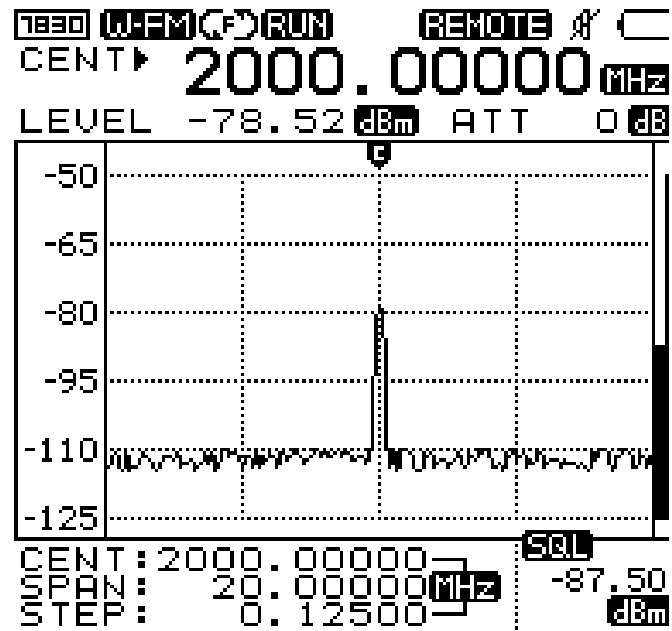 7830 W-FM F RUN REMOTE
CENT 2000.00000 MHz
LEVEL -78.52 dBm ATT 0 dB
C
-50
-65
-80
-95
-110
-125
CENT:2000.00000
SPAN: 20.00000 MHz
STEP: 0.12500
SQL
-87.50
dBm